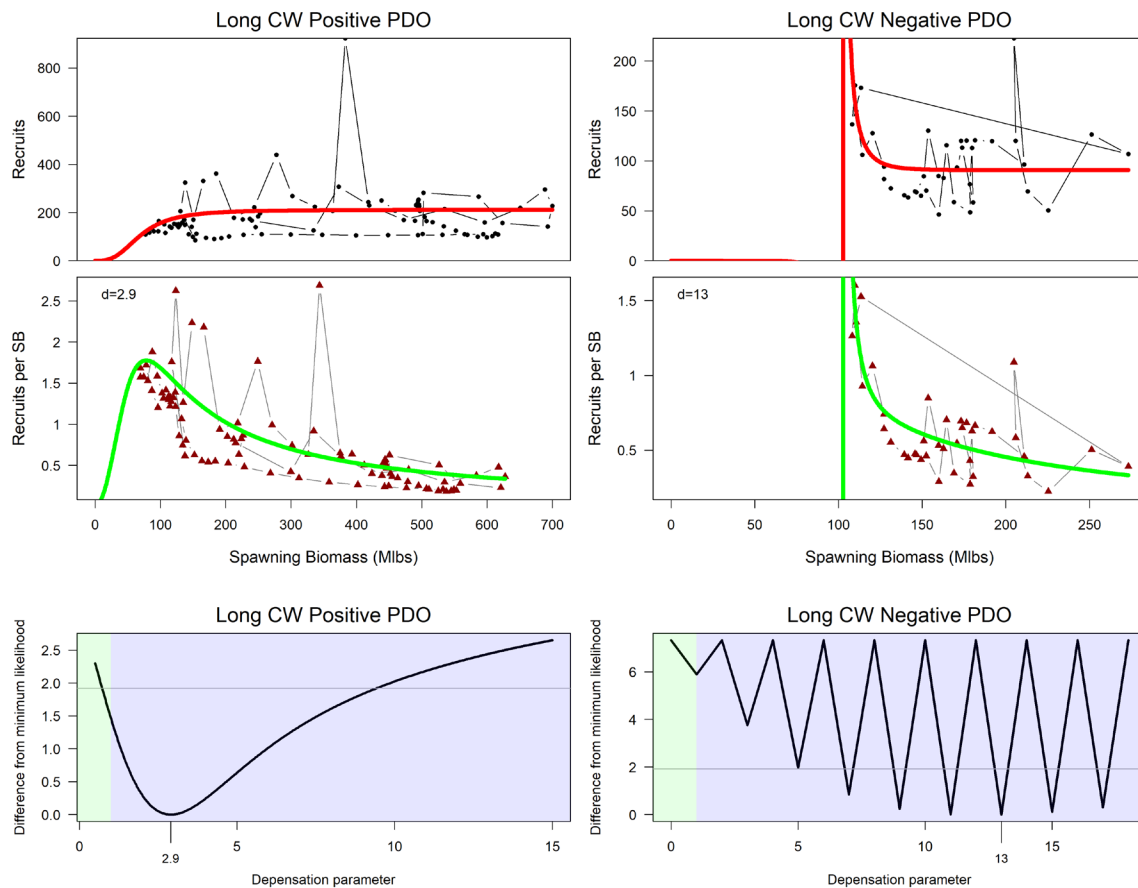 Long CW Positive PDO
Long CW Negative PDO
Recruits
0
200
400
600
800
Recruits
0
50
100
150
200
d=2.9
Recruits per SB
0.5
1
1.5
2
2.5
0 100 200 300 400 500 600 700
Spawning Biomass (Mlbs)
d=13
Recruits per SB
0.5
1
1.5
0 50 100 150 200 250
Spawning Biomass (Mlbs)
Long CW Positive PDO
Difference from minimum likelihood
0.0
0.5
1.0
1.5
2.0
2.5
0 5 10 15
2.9
Depensation parameter
Long CW Negative PDO
Difference from minimum likelihood
0
2
4
6
0 5 10 15
13
Depensation parameter